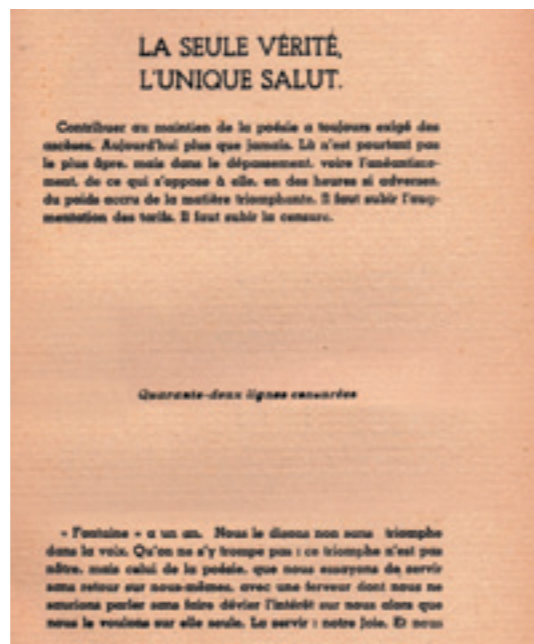 LA SEULE VÉRITÉ,
L'UNIQUE SALUT.
Contribuer au maintien de la poésie a toujours exigé des
ascèses. Aujourd'hui plus que jamais. Là n'est pourtant pas
le plus âpre, mais dans le dépassement, voire l'anéantisse-
ment, de ce qui s'oppose à elle, en des heures si adverses,
du poids accru de la matière triomphante. Il faut subir l'aug-
mentation des tarifs. Il faut subir la censure.
Quarante-deux lignes censurées
« Fontaine » a un an. Nous le disons non sans triomphe
dans la voix. Qu'on ne s'y trompe pas : ce triomphe n'est pas
nôtre, mais celui de la poésie, que nous essayons de servir
sans retour sur nous-mêmes, avec une ferveur dont nous ne
saurions parler sans faire dévier l'intérêt sur nous alors que
nous le voulons sur elle seule. La servir : notre Joie. Et nous